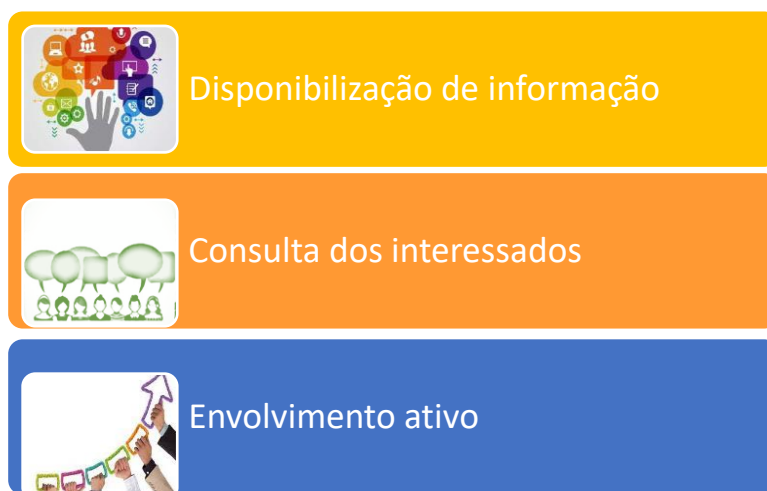 Disponibilização de informação
Consulta dos interessados
Envolvimento ativo